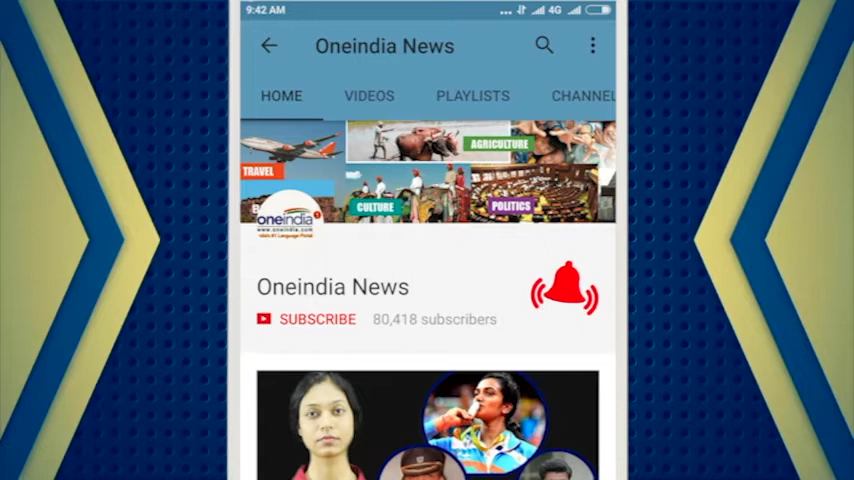 9:42 AM
4G
Oneindia News
HOME VIDEOS PLAYLISTS CHANNEL
AGRICULTURE
TRAVEL
CULTURE
POLITICS
oneindia
www.oneindia.com
Oneindia News
SUBSCRIBE 80,418 subscribers